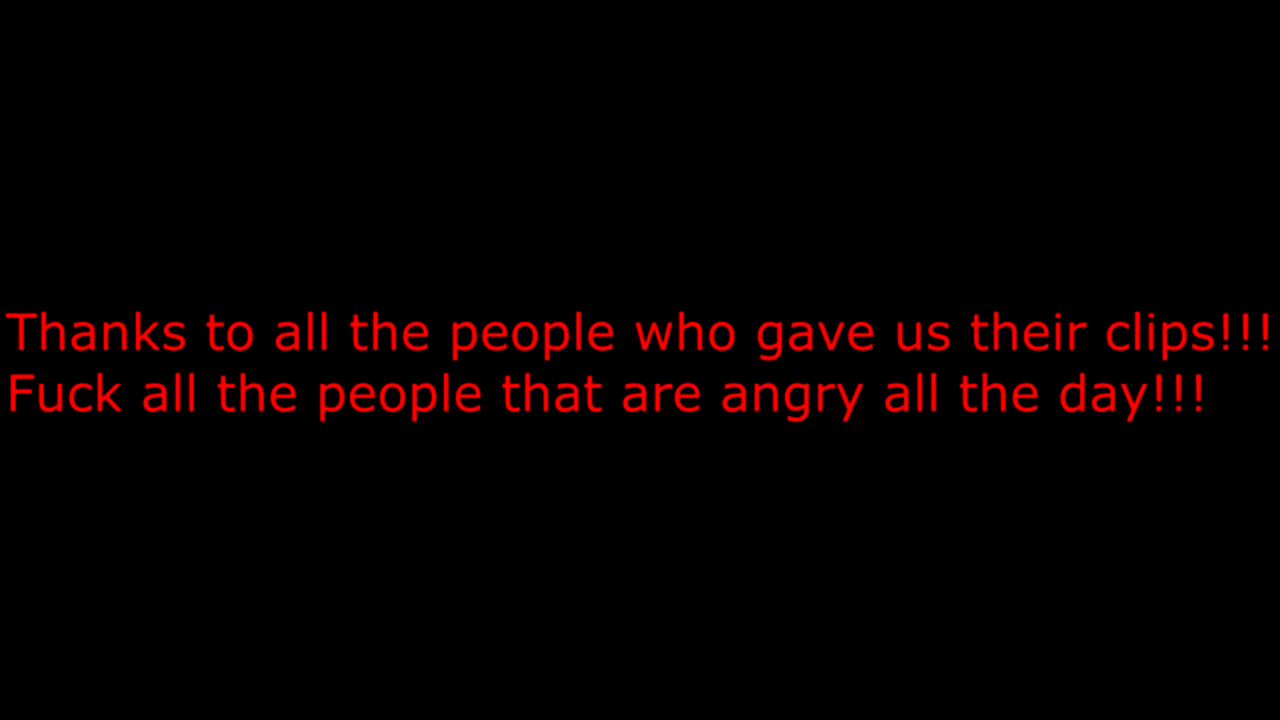 Thanks to all the people who gave us their clips!!!
Fuck all the people that are angry all the day!!!